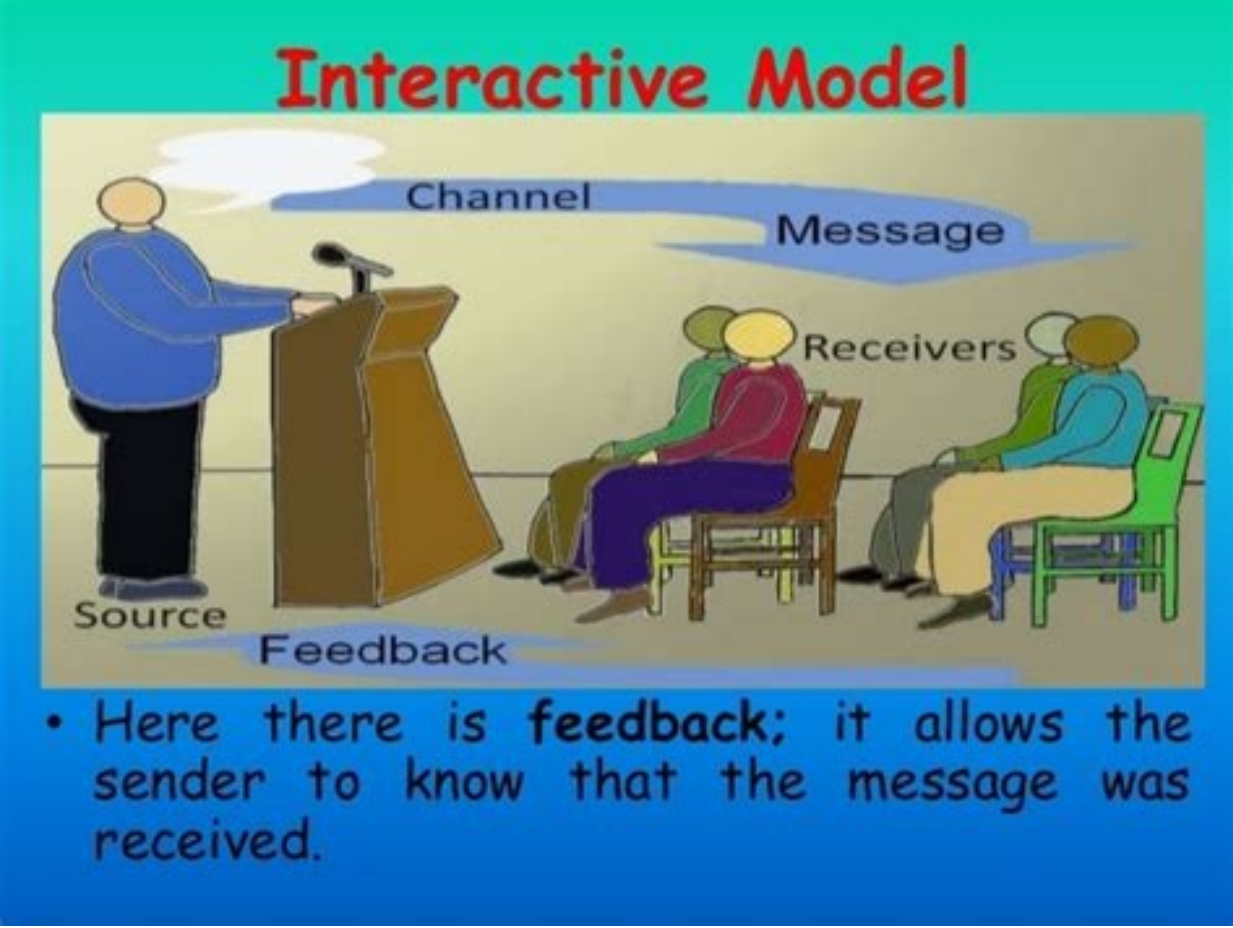 Interactive Model
Channel
Message
Receivers
Source
Feedback
• Here there is feedback; it allows the
sender to know that the message was
received.